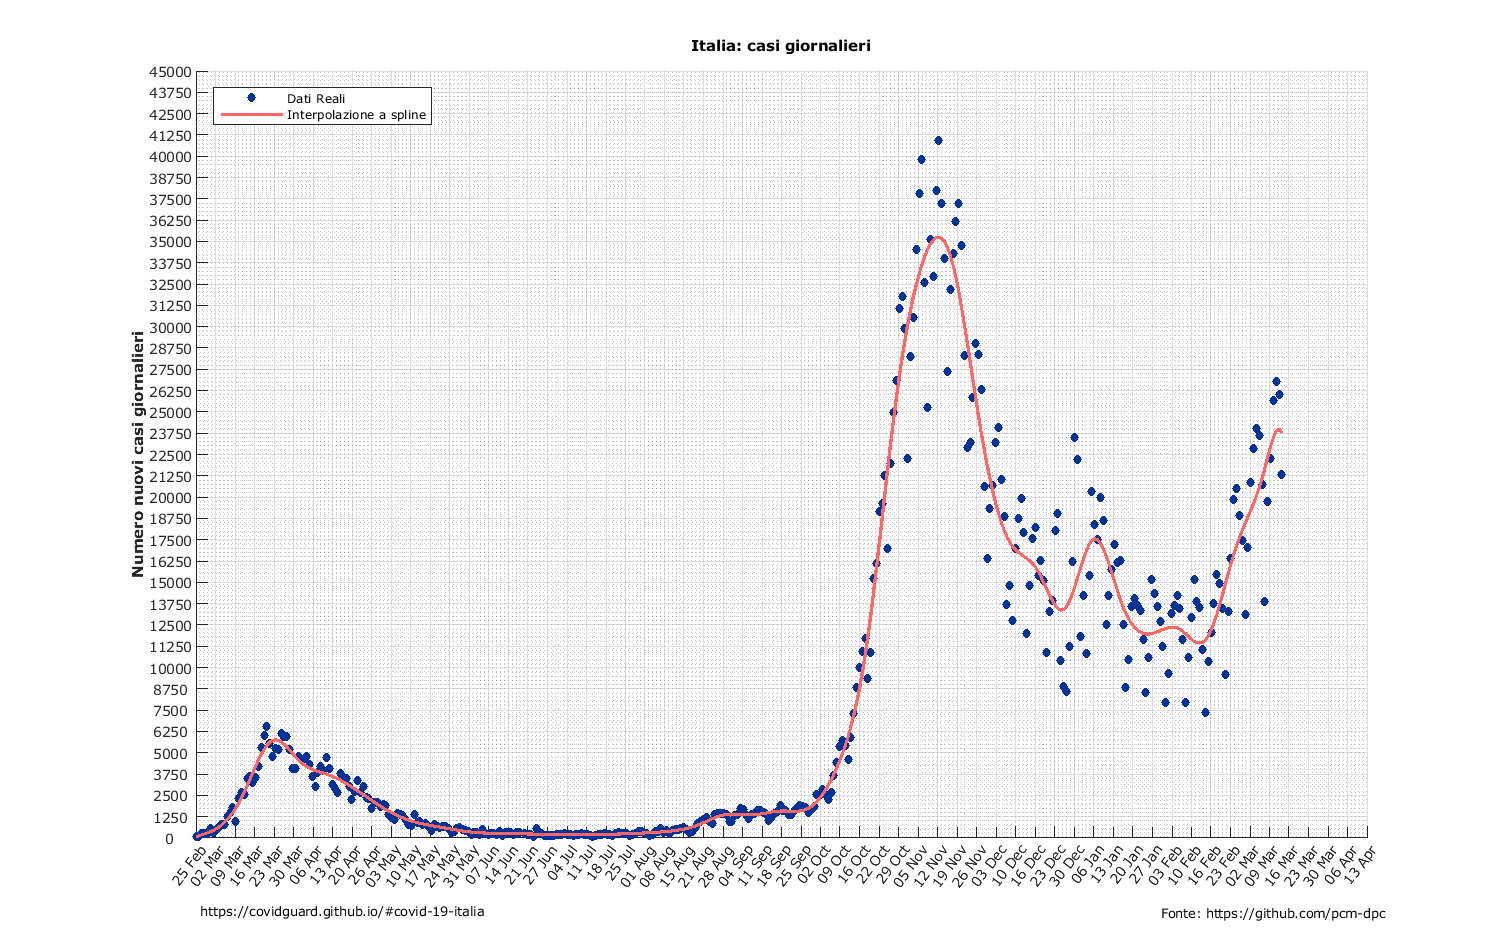 Italia: casi giornalieri
Dati Reali
Interpolazione a spline
Numero nuovi casi giornalieri
45000
43750
42500
41250
40000
38750
37500
36250
35000
33750
32500
31250
30000
28750
27500
26250
25000
23750
22500
21250
20000
18750
17500
16250
15000
13750
12500
11250
10000
8750
7500
6250
5000
3750
2500
1250
0
25 Feb
02 Mar
09 Mar
16 Mar
23 Mar
30 Mar
06 Apr
13 Apr
20 Apr
26 Apr
03 May
10 May
17 May
24 May
31 May
07 Jun
14 Jun
21 Jun
27 Jun
04 Jul
11 Jul
18 Jul
25 Jul
01 Aug
08 Aug
15 Aug
21 Aug
28 Aug
04 Sep
11 Sep
18 Sep
25 Sep
02 Oct
09 Oct
16 Oct
22 Oct
29 Oct
05 Nov
12 Nov
19 Nov
26 Nov
03 Dec
10 Dec
16 Dec
23 Dec
30 Dec
06 Jan
13 Jan
20 Jan
27 Jan
03 Feb
10 Feb
16 Feb
23 Feb
02 Mar
09 Mar
16 Mar
23 Mar
30 Mar
06 Apr
13 Apr
https://covidguard.github.io/#covid-19-italia
Fonte: https://github.com/pcm-dpc